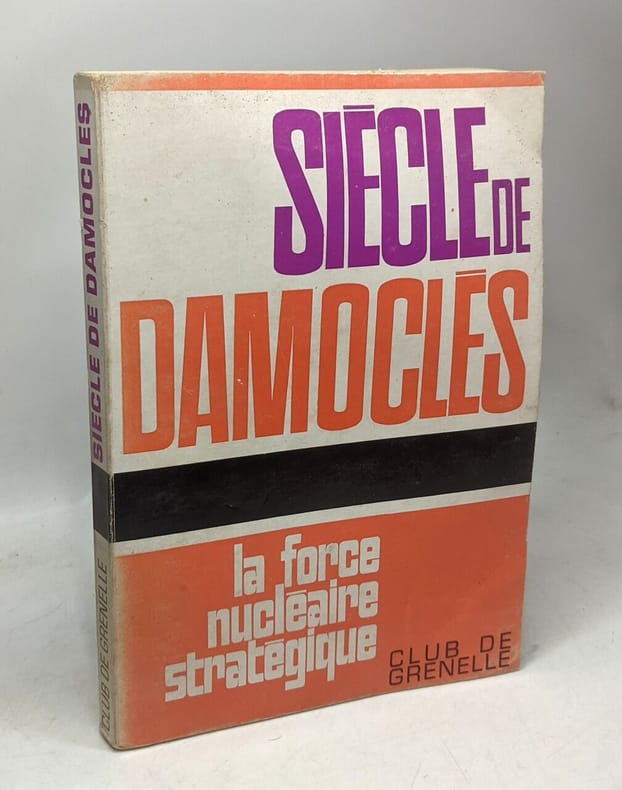 SIÈCLE DE
DAMOCLÈS
la force
nucléaire
stratégique
CLUB DE
GRENELLE
SIÈCLE DE DAMOCLÈS
CLUB DE GRENELLE